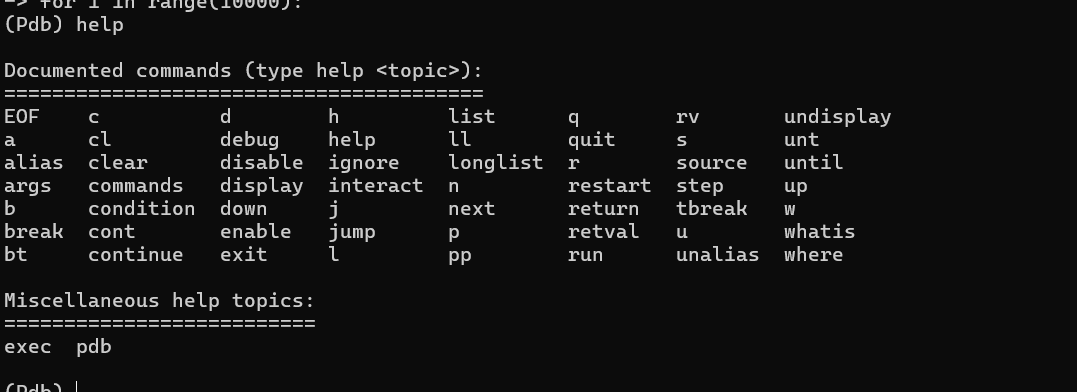 -> for i in range(10000):
(Pdb) help
Documented commands (type help <topic>):
========================================
EOF    c          d        h         list      q        rv       undisplay
a      cl         debug    help      ll        quit     s        unt
alias  clear      disable  ignore    longlist  r        source   until
args   commands   display  interact  n         restart  step     up
b      condition  down     j         next      return   tbreak   w
break  cont       enable   jump      p         retval   u        whatis
bt     continue   exit     l         pp        run      unalias  where
Miscellaneous help topics:
==========================
exec  pdb
(Pdb)